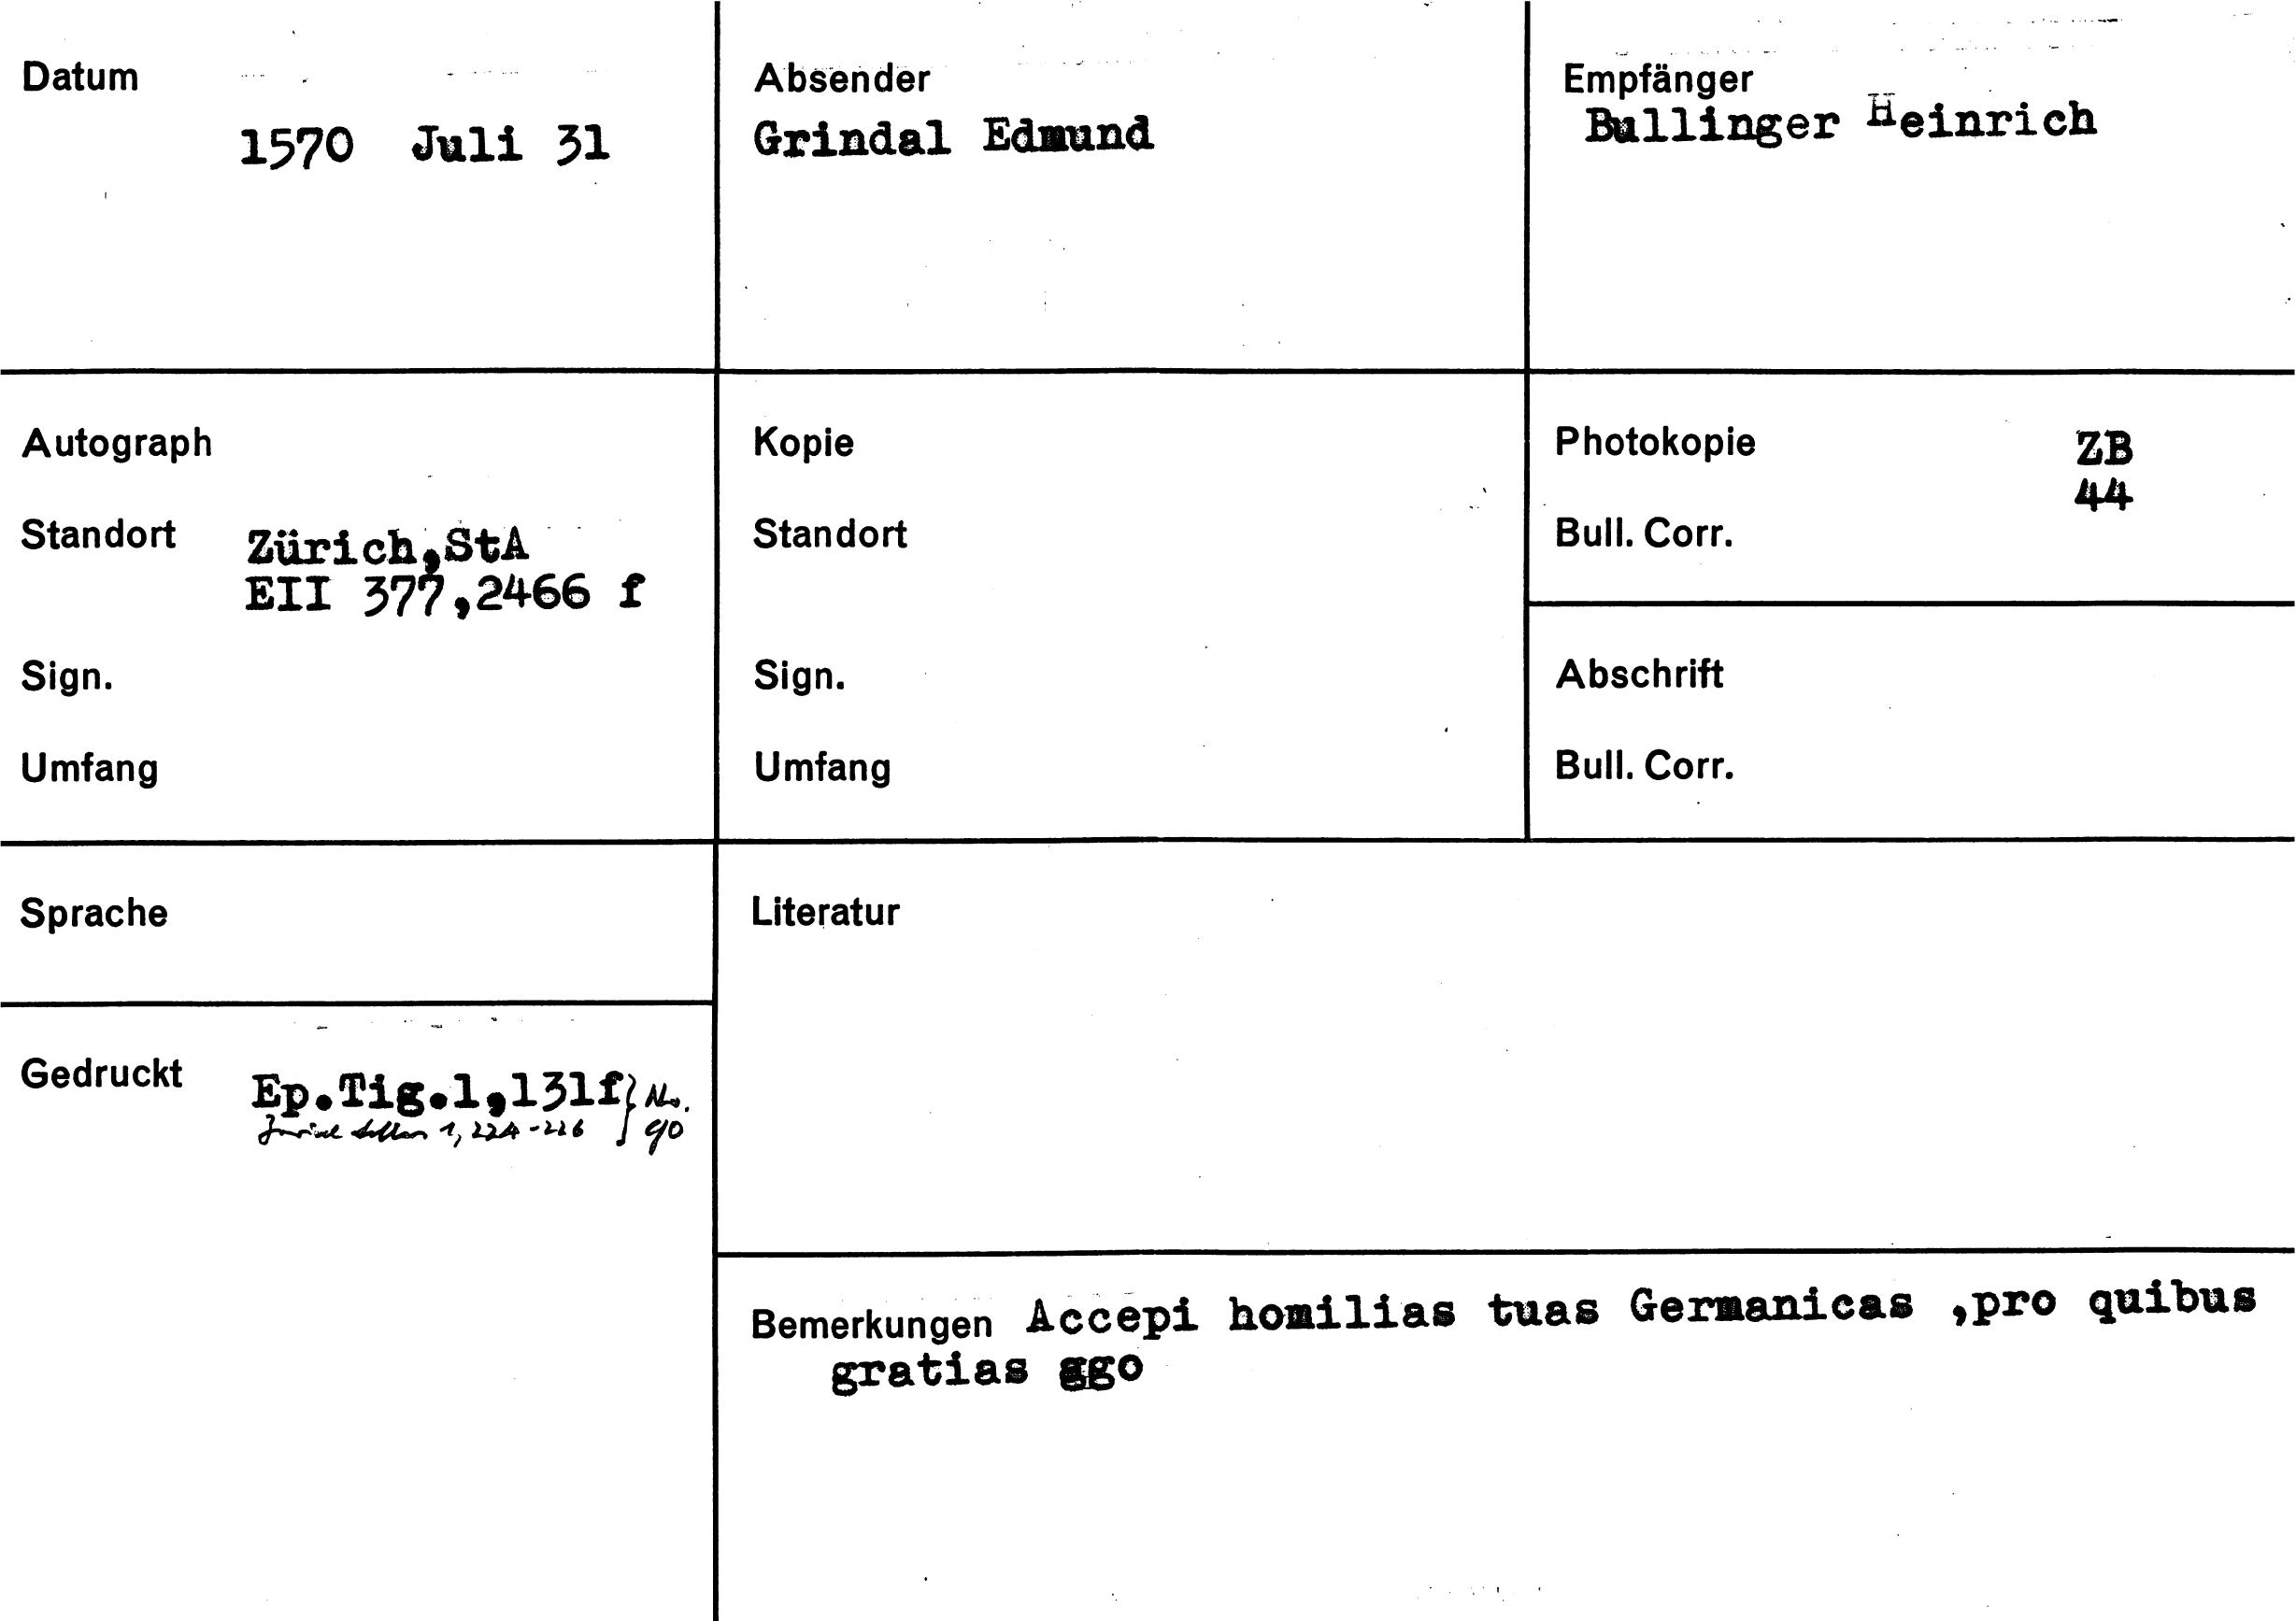 Datum
1570 Juli 31
Absender
Grindal Edmund
Empfänger
Bullinger Heinrich
Autograph
Standort Zürich,StA
EII 377,2466 f
Sign.
Umfang
Kopie
Standort
Sign.
Umfang
Photokopie ZB
44
Bull. Corr.
Abschrift
Bull. Corr.
Sprache
Literatur
Gedruckt Ep.Tig.1,131f } No.
Zurich Letters 1, 224-226 90
Bemerkungen Accepi homilias tuas Germanicas ,pro quibus
gratias ago